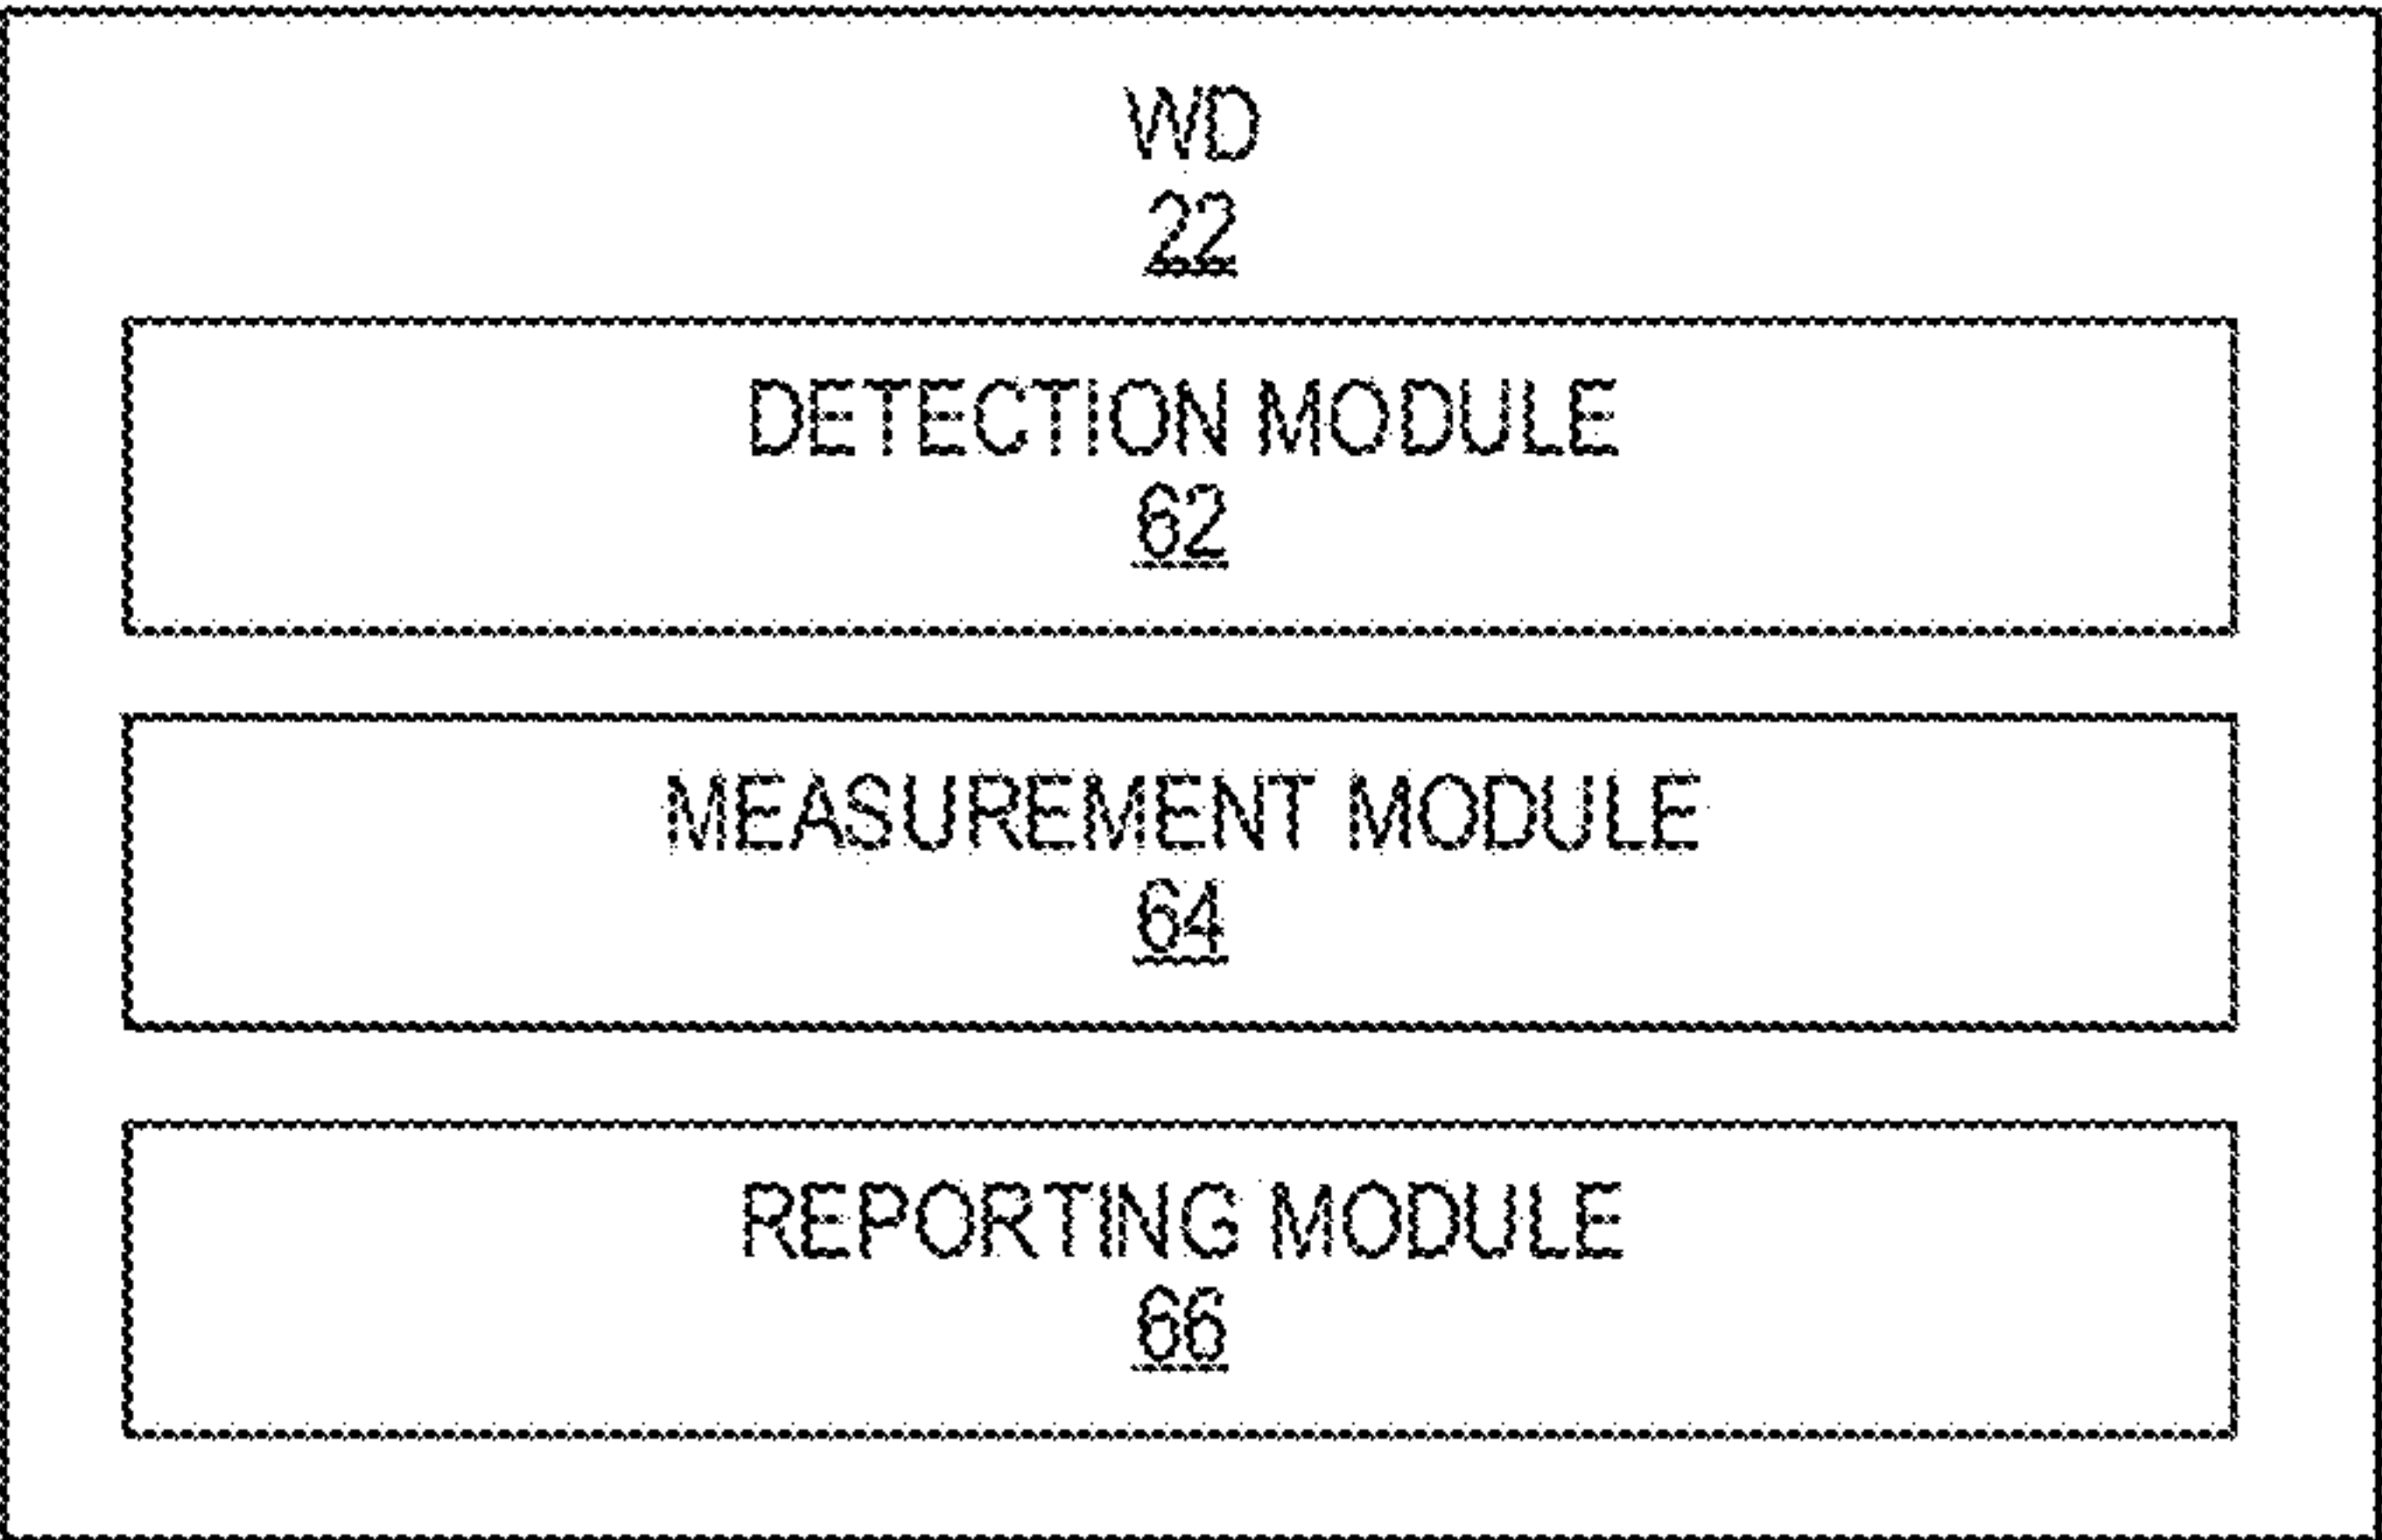 WD
22
DETECTION MODULE
62
MEASUREMENT MODULE
64
REPORTING MODULE
66